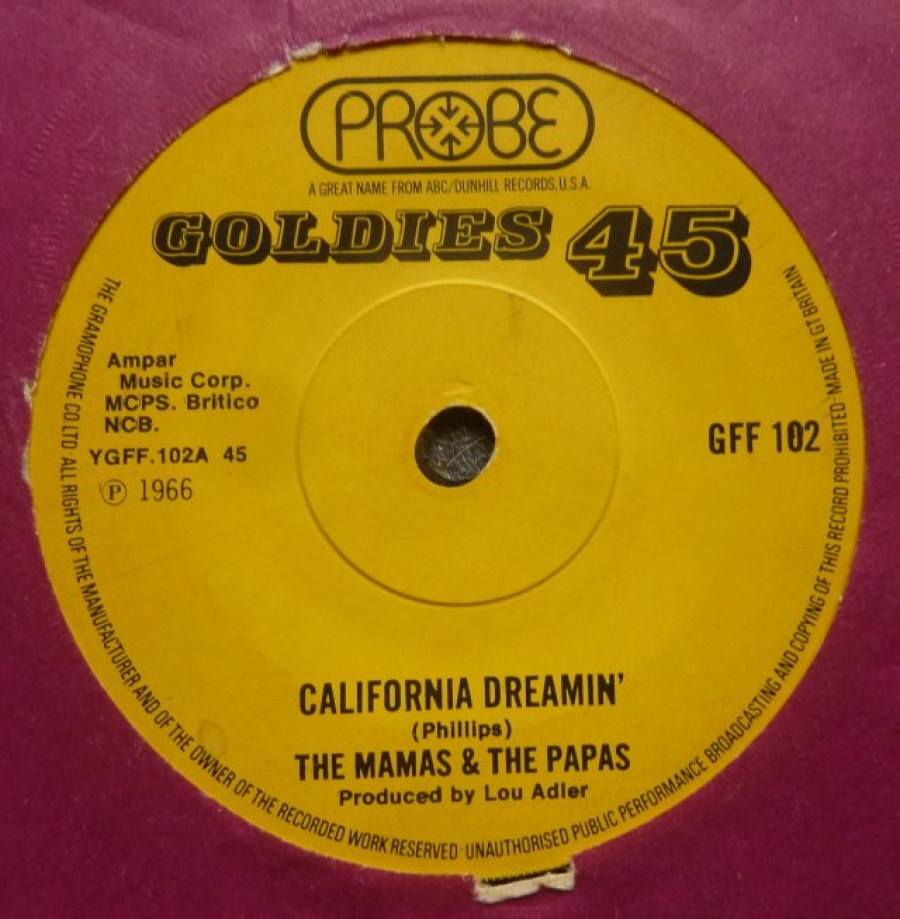 PROBE
A GREAT NAME FROM ABC/DUNHILL RECORDS, U.S.A.
GOLDIES 45
Ampar
Music Corp.
MCPS. Britico
NCB.
YGFF.102A 45
Ⓟ 1966
GFF 102
CALIFORNIA DREAMIN'
(Phillips)
THE MAMAS & THE PAPAS
Produced by Lou Adler
THE GRAMOPHONE CO. LTD · ALL RIGHTS OF THE MANUFACTURER AND OF THE OWNER OF THE RECORDED WORK RESERVED · UNAUTHORISED PUBLIC PERFORMANCE BROADCASTING AND COPYING OF THIS RECORD PROHIBITED · MADE IN GT BRITAIN